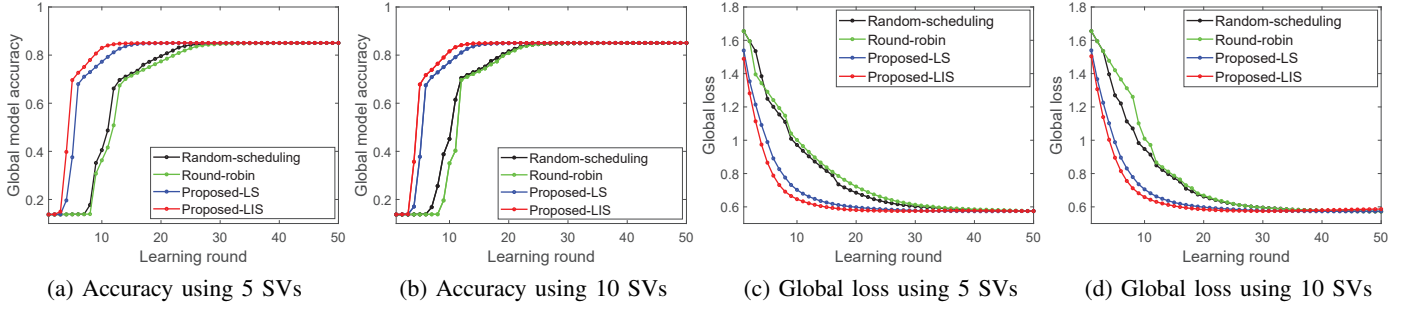 Global model accuracy
1
0.8
0.6
0.4
0.2
10
20
30
40
50
Learning round
Random-scheduling
Round-robin
Proposed-LS
Proposed-LIS
(a) Accuracy using 5 SVs
Global model accuracy
1
0.8
0.6
0.4
0.2
10
20
30
40
50
Learning round
Random-scheduling
Round-robin
Proposed-LS
Proposed-LIS
(b) Accuracy using 10 SVs
Global loss
1.8
1.6
1.4
1.2
1
0.8
0.6
10
20
30
40
50
Learning round
Random-scheduling
Round-robin
Proposed-LS
Proposed-LIS
(c) Global loss using 5 SVs
Global loss
1.8
1.6
1.4
1.2
1
0.8
0.6
10
20
30
40
50
Learning round
Random-scheduling
Round-robin
Proposed-LS
Proposed-LIS
(d) Global loss using 10 SVs